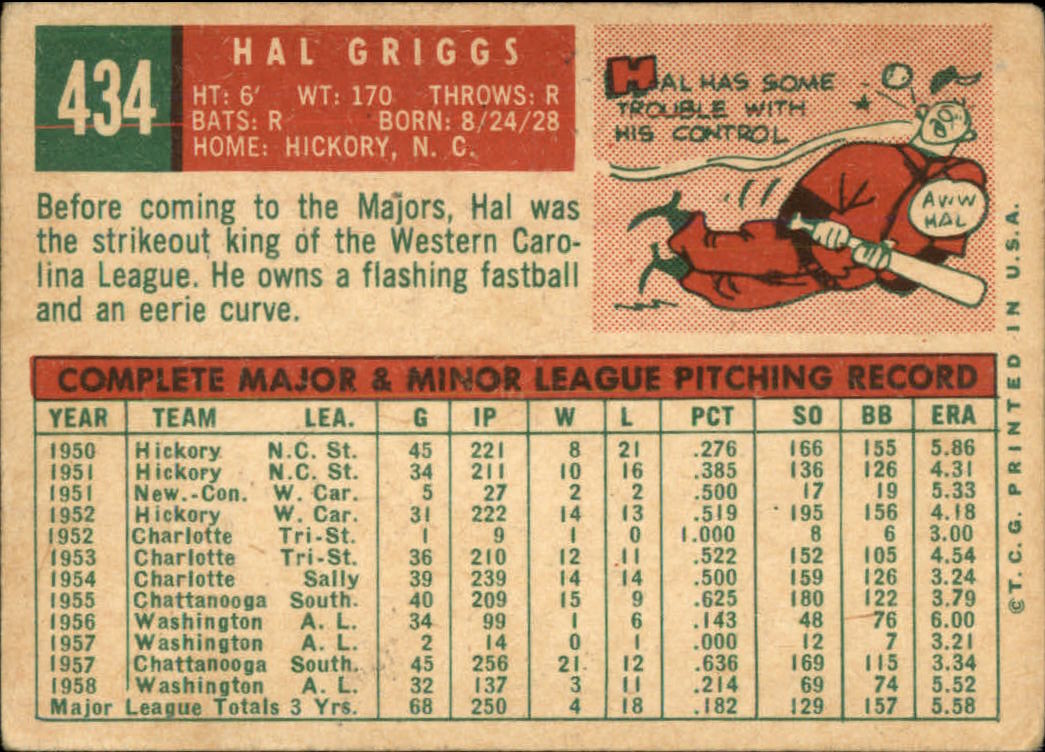 434
HAL GRIGGS
HT: 6' WT: 170 THROWS: R
BATS: R BORN: 8/24/28
HOME: HICKORY, N. C.
HAL HAS SOME
TROUBLE WITH
HIS CONTROL
AWW
HAL
Before coming to the Majors, Hal was
the strikeout king of the Western Caro-
lina League. He owns a flashing fastball
and an eerie curve.
COMPLETE MAJOR & MINOR LEAGUE PITCHING RECORD
YEAR TEAM LEA. G IP W L PCT SO BB ERA
1950 Hickory N.C. St. 45 221 8 21 .276 166 155 5.86
1951 Hickory N.C. St. 34 211 10 16 .385 136 126 4.31
1951 New.-Con. W. Car. 5 27 2 2 .500 17 19 5.33
1952 Hickory W. Car. 31 222 14 13 .519 195 156 4.18
1952 Charlotte Tri-St. 1 9 1 0 1.000 8 6 3.00
1953 Charlotte Tri-St. 36 210 12 11 .522 152 105 4.54
1954 Charlotte Sally 39 239 14 14 .500 159 126 3.24
1955 Chattanooga South. 40 209 15 9 .625 180 122 3.79
1956 Washington A. L. 34 99 1 6 .143 48 76 6.00
1957 Washington A. L. 2 14 0 1 .000 12 7 3.21
1957 Chattanooga South. 45 256 21 12 .636 169 115 3.34
1958 Washington A. L. 32 137 3 11 .214 69 74 5.52
Major League Totals 3 Yrs. 68 250 4 18 .182 129 157 5.58
© T. C. G. PRINTED IN U.S.A.